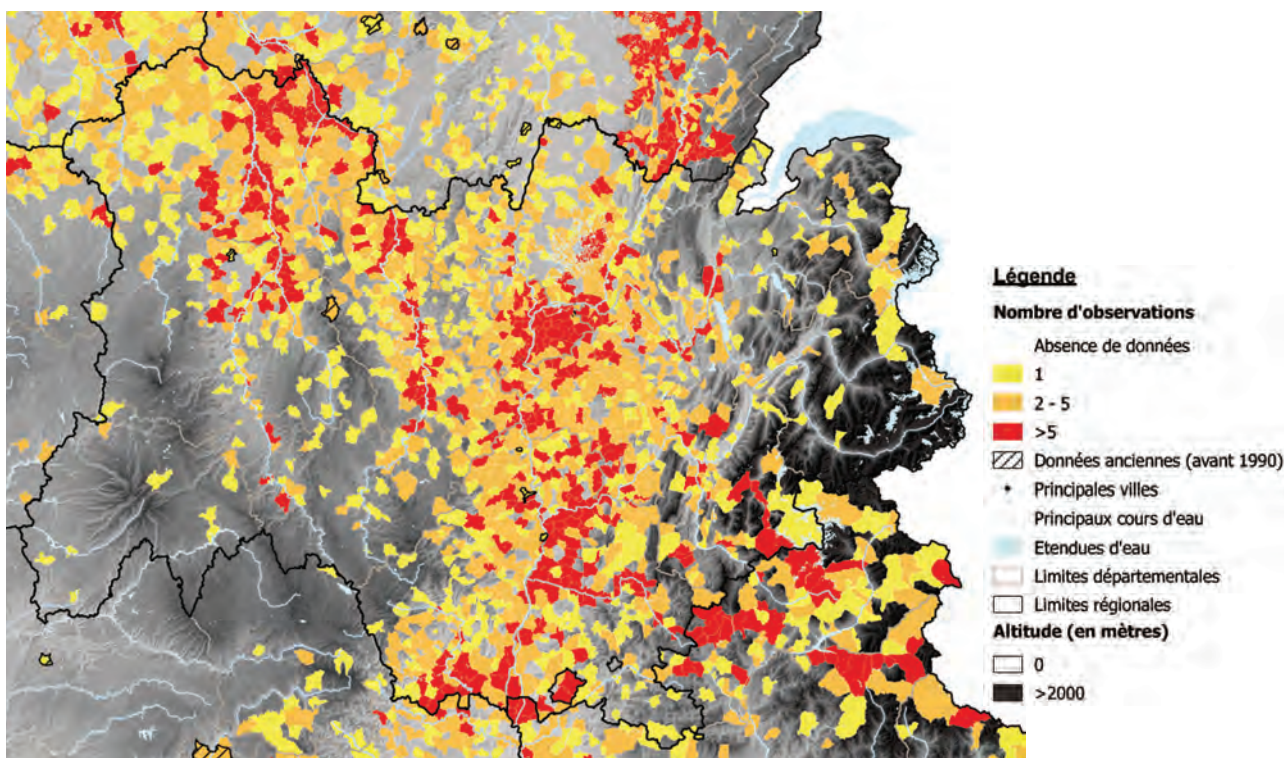 Légende
Nombre d'observations
Absence de données
1
2 - 5
>5
Données anciennes (avant 1990)
Principales villes
Principaux cours d'eau
Etendues d'eau
Limites départementales
Limites régionales
Altitude (en mètres)
0
>2000